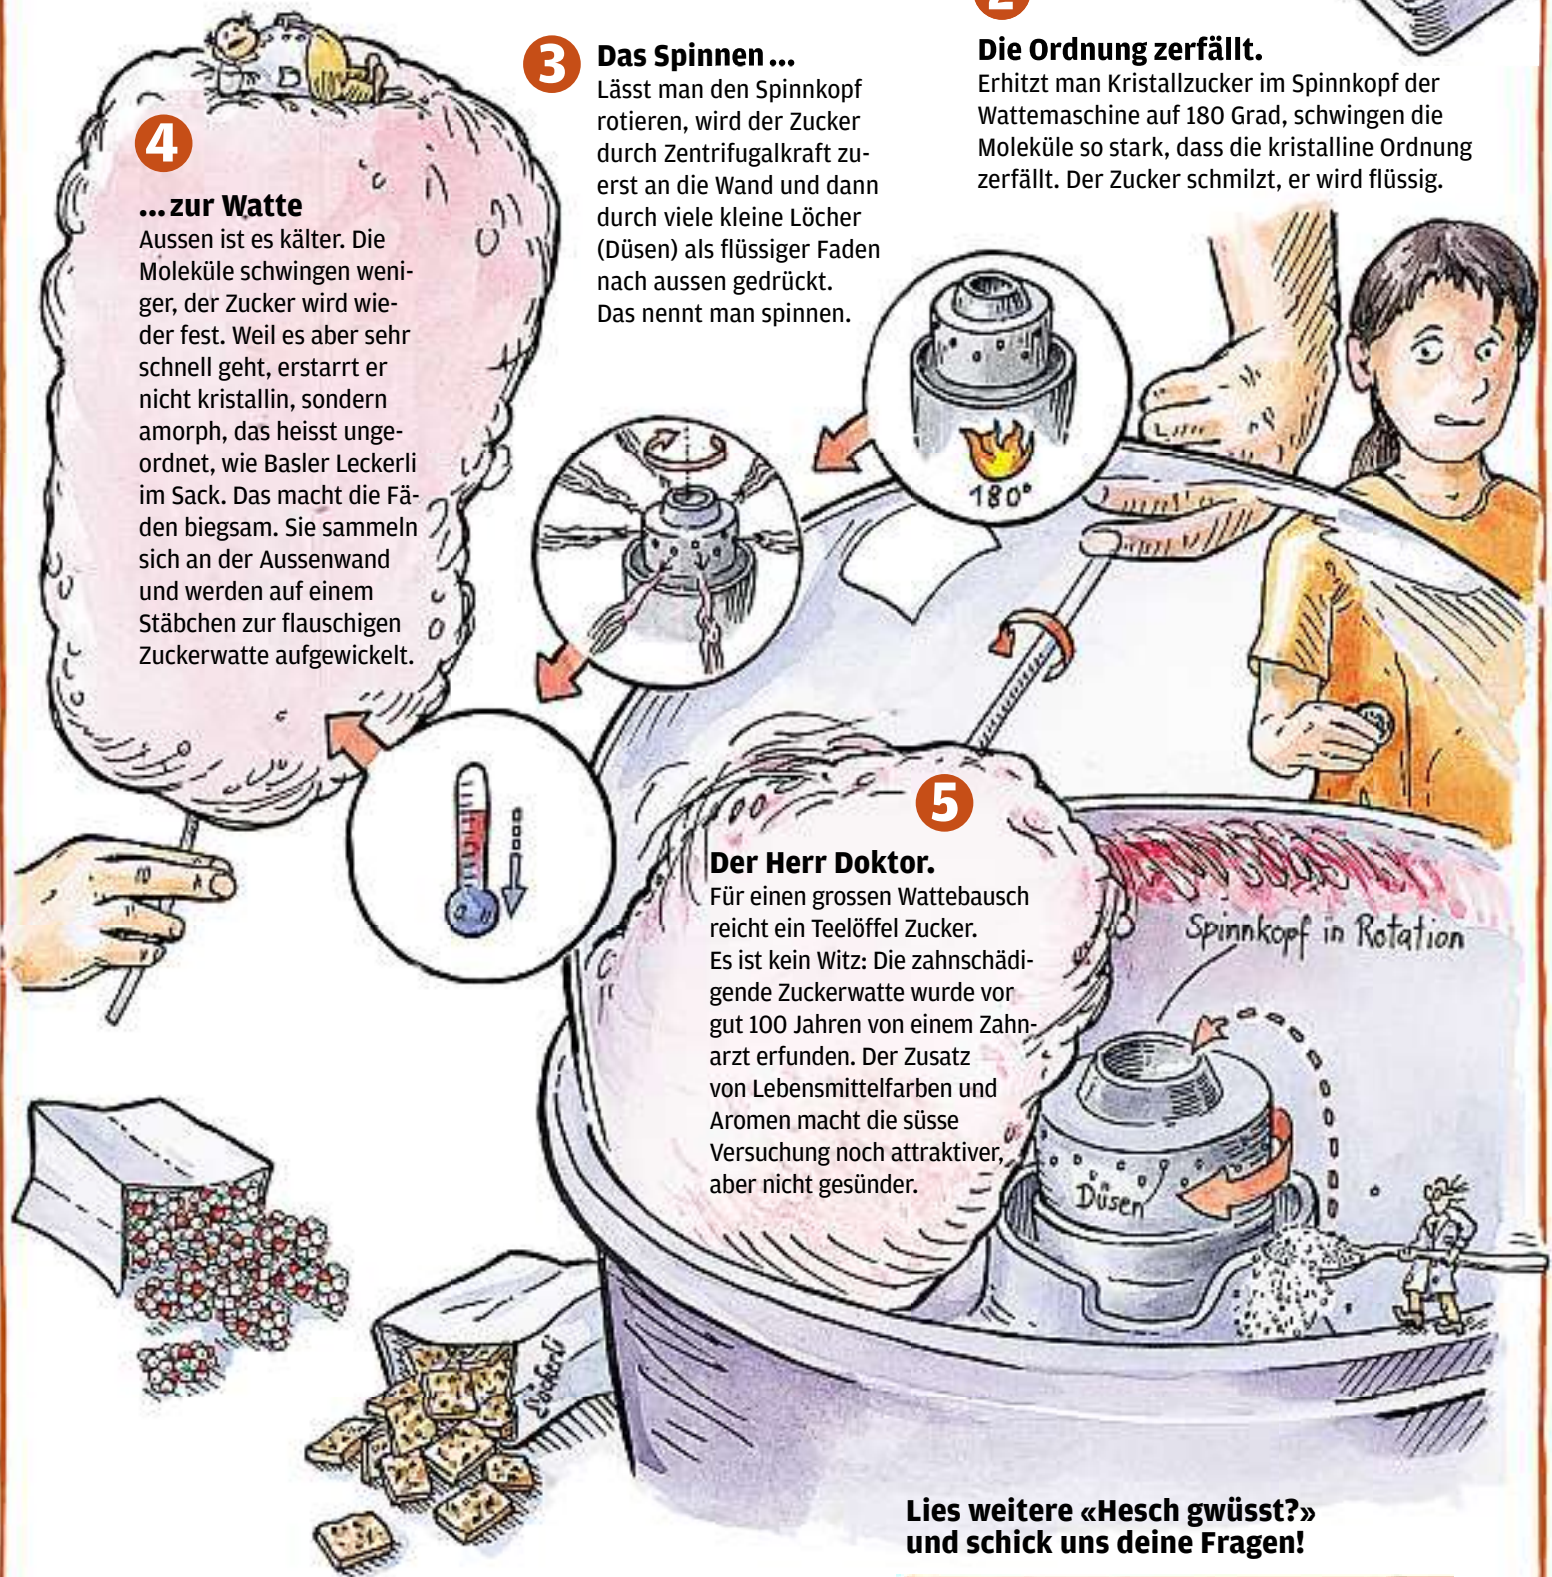 2
Die Ordnung zerfällt.
Erhitzt man Kristallzucker im Spinnkopf der
Wattemaschine auf 180 Grad, schwingen die
Moleküle so stark, dass die kristalline Ordnung
zerfällt. Der Zucker schmilzt, er wird flüssig.
3
Das Spinnen ...
Lässt man den Spinnkopf
rotieren, wird der Zucker
durch Zentrifugalkraft zu-
erst an die Wand und dann
durch viele kleine Löcher
(Düsen) als flüssiger Faden
nach aussen gedrückt.
Das nennt man spinnen.
180°
4
... zur Watte
Aussen ist es kälter. Die
Moleküle schwingen weni-
ger, der Zucker wird wie-
der fest. Weil es aber sehr
schnell geht, erstarrt er
nicht kristallin, sondern
amorph, das heisst unge-
ordnet, wie Basler Leckerli
im Sack. Das macht die Fä-
den biegsam. Sie sammeln
sich an der Aussenwand
und werden auf einem
Stäbchen zur flauschigen
Zuckerwatte aufgewickelt.
5
Der Herr Doktor.
Für einen grossen Wattebausch
reicht ein Teelöffel Zucker.
Es ist kein Witz: Die zahnschädi-
gende Zuckerwatte wurde vor
gut 100 Jahren von einem Zahn-
arzt erfunden. Der Zusatz
von Lebensmittelfarben und
Aromen macht die süsse
Versuchung noch attraktiver,
aber nicht gesünder.
Spinnkopf in Rotation
Düsen
Lies weitere «Hesch gwüsst?»
und schick uns deine Fragen!